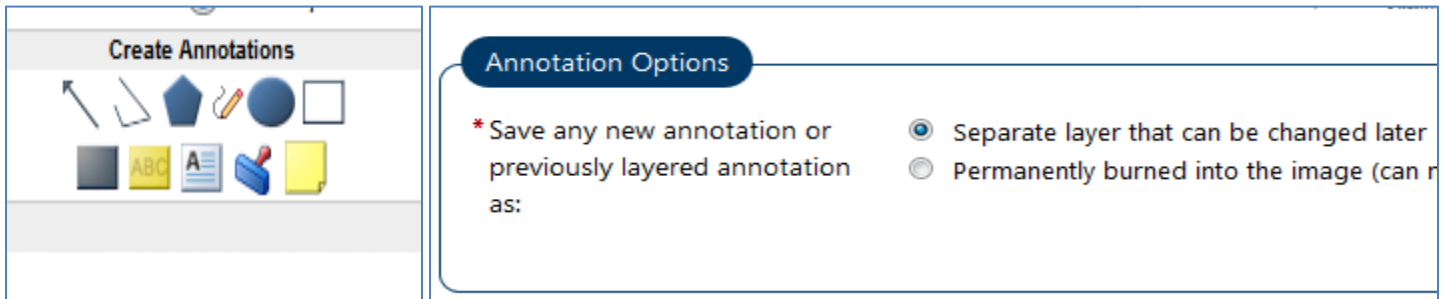 Create Annotations
ABC
A
Annotation Options
* Save any new annotation or
previously layered annotation
as:
Separate layer that can be changed later
Permanently burned into the image (can